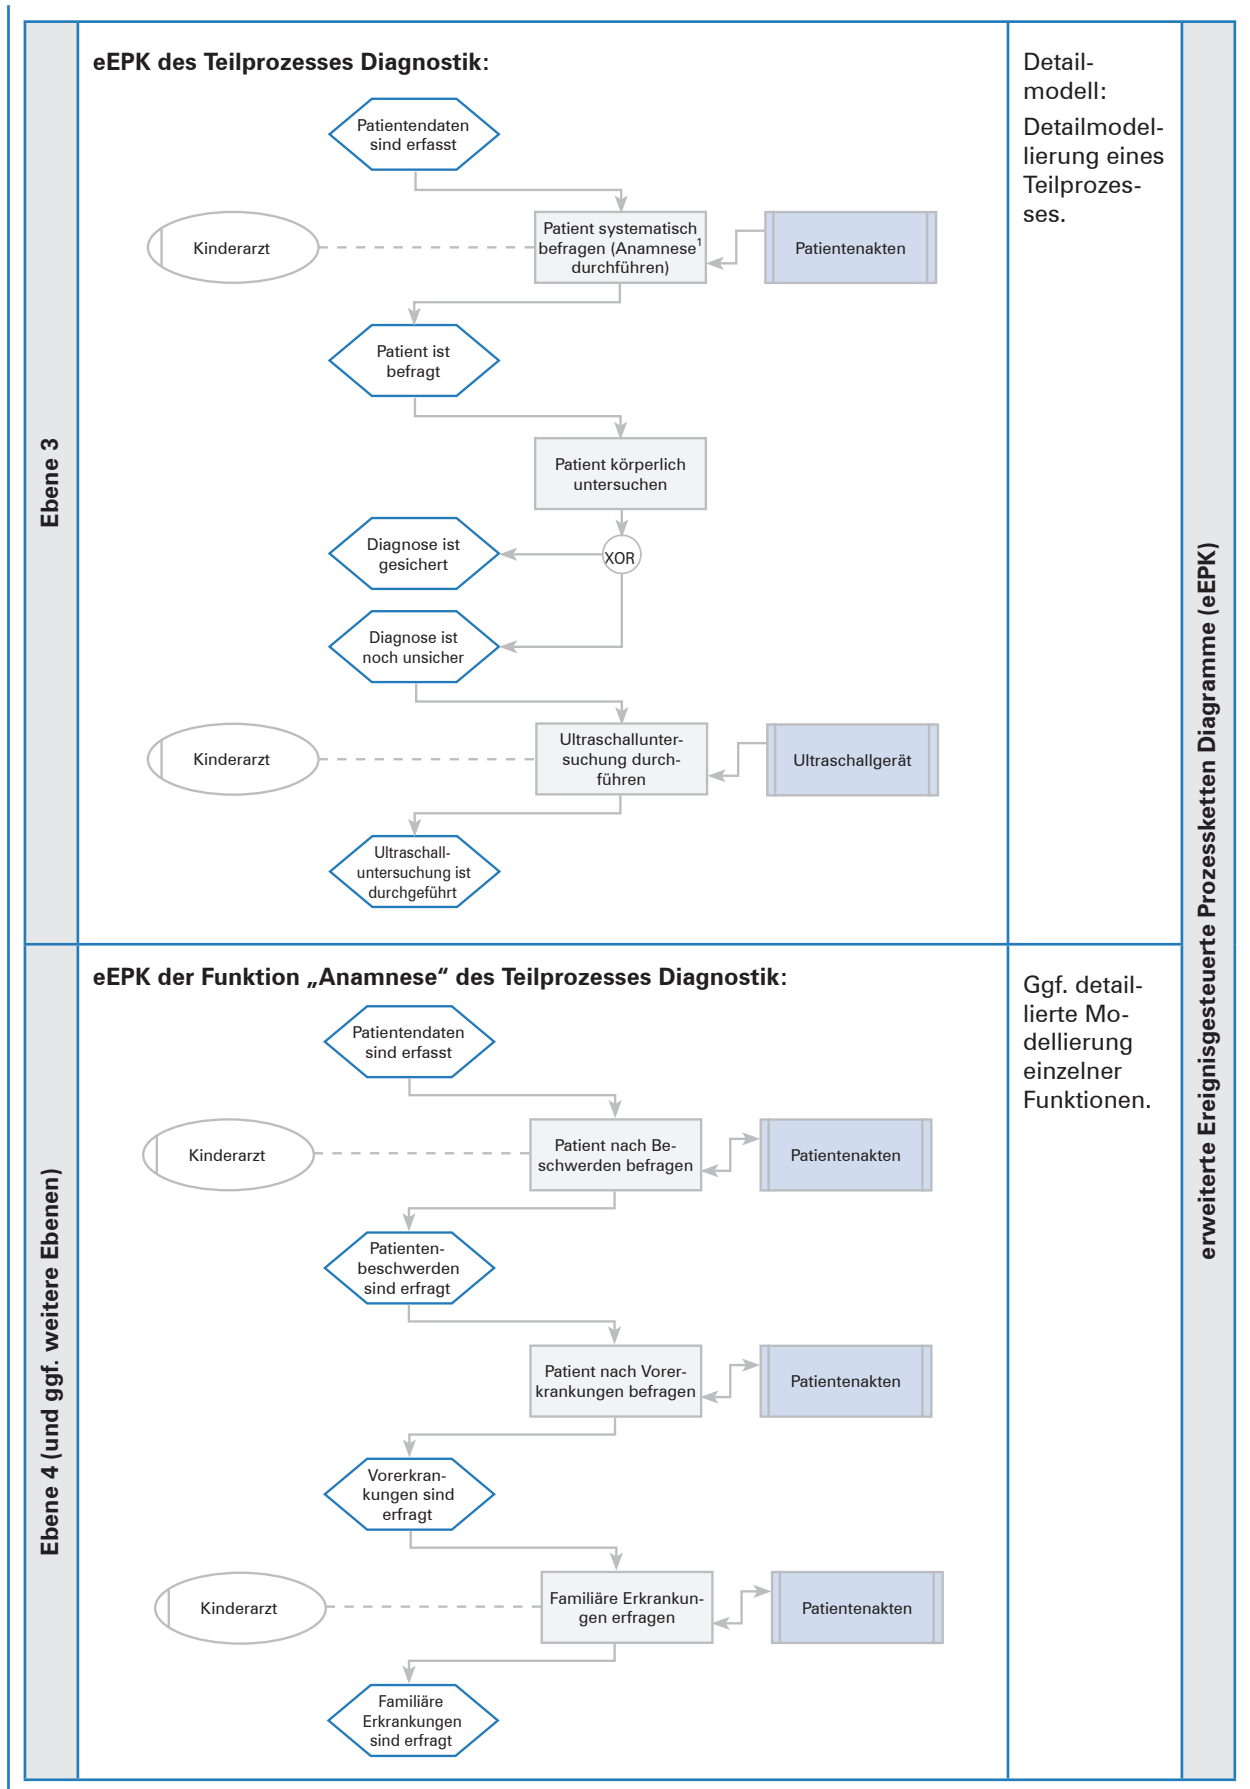 Ebene 3
eEPK des Teilprozesses Diagnostik:
Patientendaten
sind erfasst
Kinderarzt
Patient systematisch
befragen (Anamnese¹
durchführen)
Patientenakten
Patient ist
befragt
Patient körperlich
untersuchen
XOR
Diagnose ist
gesichert
Diagnose ist
noch unsicher
Kinderarzt
Ultraschallunter-
suchung durch-
führen
Ultraschallgerät
Ultraschall-
untersuchung ist
durchgeführt
Detail-
modell:
Detailmodel-
lierung eines
Teilprozes-
ses.
erweiterte Ereignisgesteuerte Prozessketten Diagramme (eEPK)
Ebene 4 (und ggf. weitere Ebenen)
eEPK der Funktion „Anamnese“ des Teilprozesses Diagnostik:
Patientendaten
sind erfasst
Kinderarzt
Patient nach Be-
schwerden befragen
Patientenakten
Patienten-
beschwerden
sind erfragt
Patient nach Vorer-
krankungen befragen
Patientenakten
Vorerkran-
kungen sind
erfragt
Kinderarzt
Familiäre Erkrankun-
gen erfragen
Patientenakten
Familiäre
Erkrankungen
sind erfragt
Ggf. detail-
lierte Mo-
dellierung
einzelner
Funktionen.